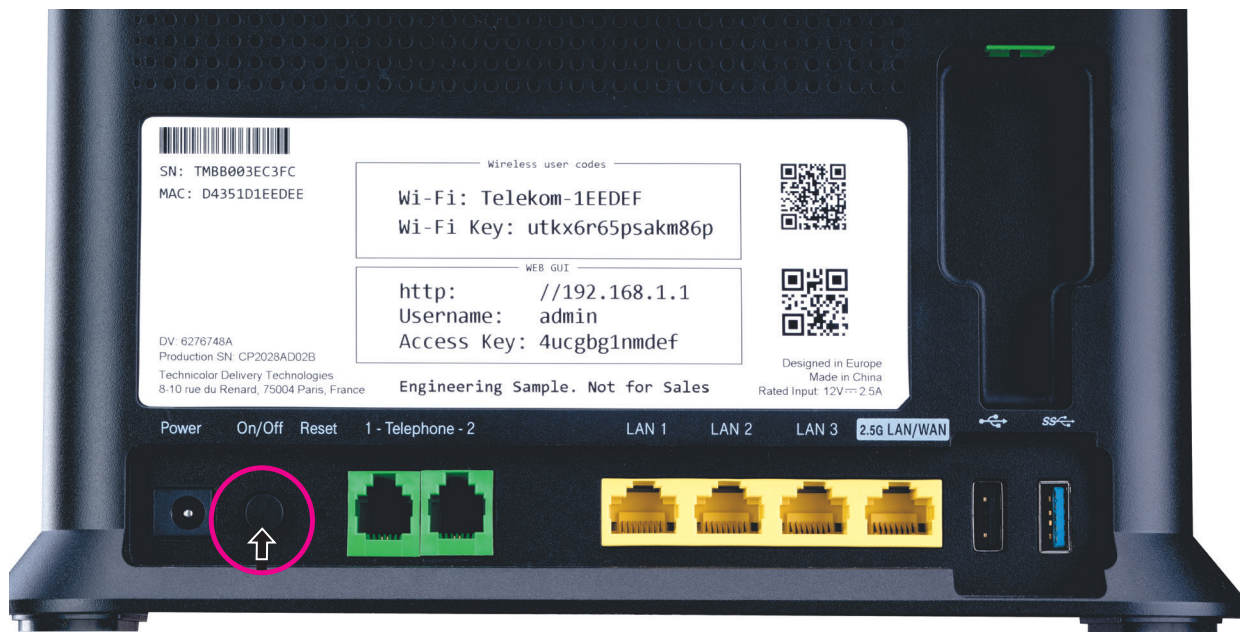 SN: TMBB003EC3FC
MAC: D4351D1EEDEE
Wireless user codes
Wi-Fi: Telekom-1EEDEF
Wi-Fi Key: utkx6r65psakm86p
WEB GUI
http: //192.168.1.1
Username: admin
Access Key: 4ucgbg1nmdef
DV: 6276748A
Production SN: CP2028AD02B
Technicolor Delivery Technologies
8-10 rue du Renard, 75004 Paris, France
Engineering Sample. Not for Sales
Designed in Europe
Made in China
Rated Input: 12V⎓2.5A
Power On/Off Reset 1 - Telephone - 2 LAN 1 LAN 2 LAN 3 2.5G LAN/WAN SS